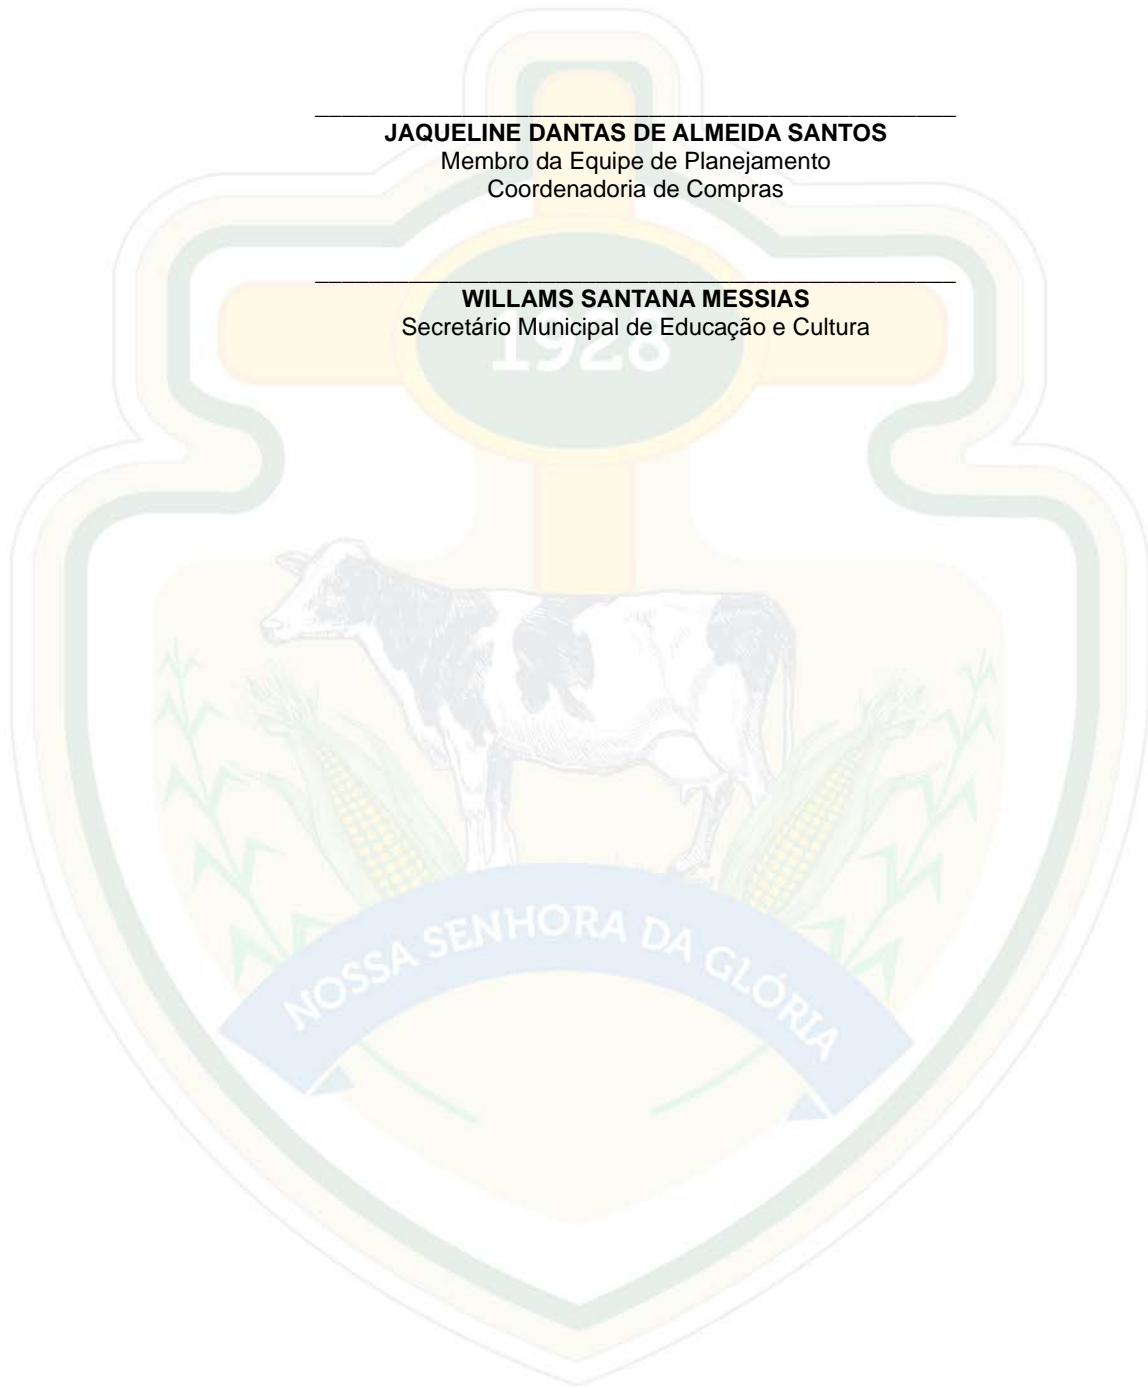 JAQUELINE DANTAS DE ALMEIDA SANTOS
Membro da Equipe de Planejamento
Coordenadoria de Compras
WILLAMS SANTANA MESSIAS
Secretário Municipal de Educação e Cultura
1928
NOSSA SENHORA DA GLÓRIA